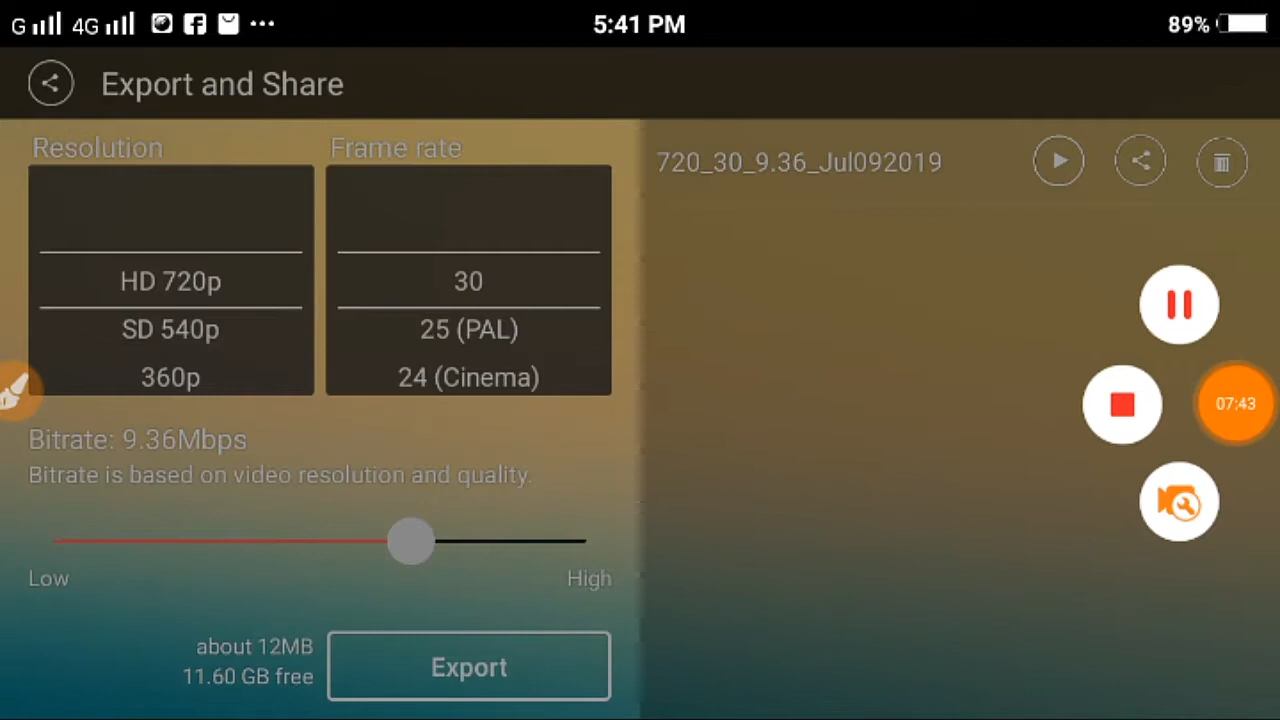 G 4G 5:41 PM 89%
Export and Share
Resolution
HD 720p
SD 540p
360p
Frame rate
30
25 (PAL)
24 (Cinema)
Bitrate: 9.36Mbps
Bitrate is based on video resolution and quality.
Low High
about 12MB
11.60 GB free
Export
720_30_9.36_Jul092019
07:43